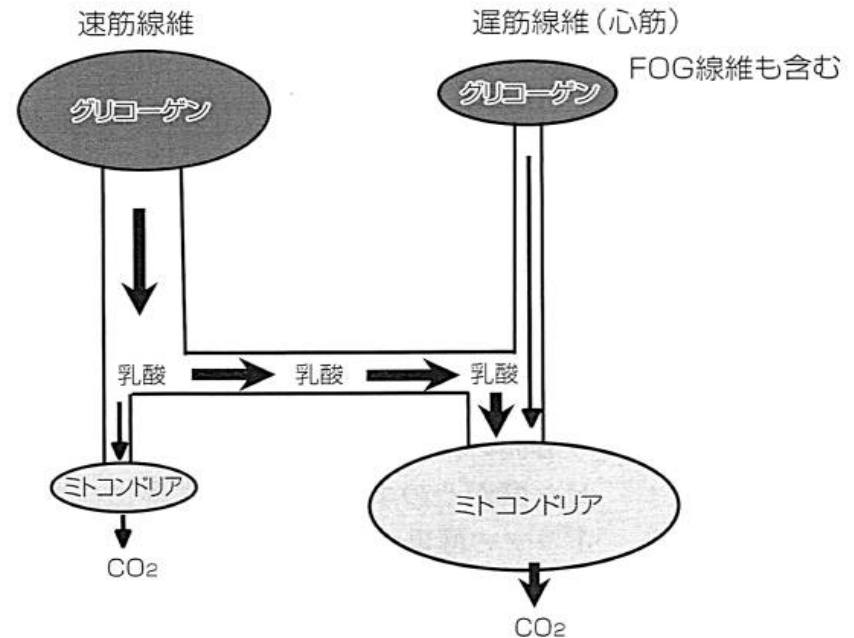 速筋線維
遅筋線維(心筋)
FOG線維も含む
グリコーゲン
グリコーゲン
乳酸
乳酸
乳酸
ミトコンドリア
ミトコンドリア
CO2
CO2